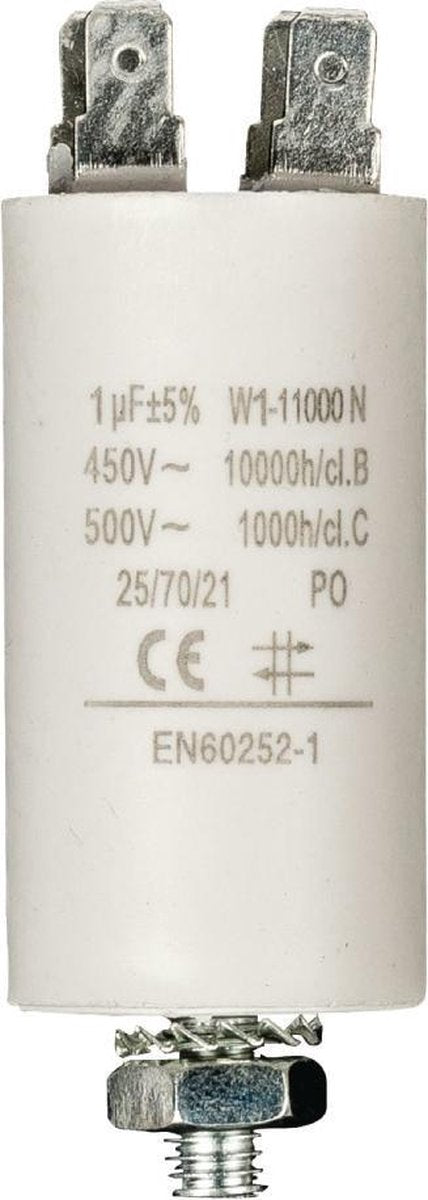 1 µF±5% W1-11000 N
450V~ 10000h/cl.B
500V~ 1000h/cl.C
25/70/21 PO
CE
EN60252-1